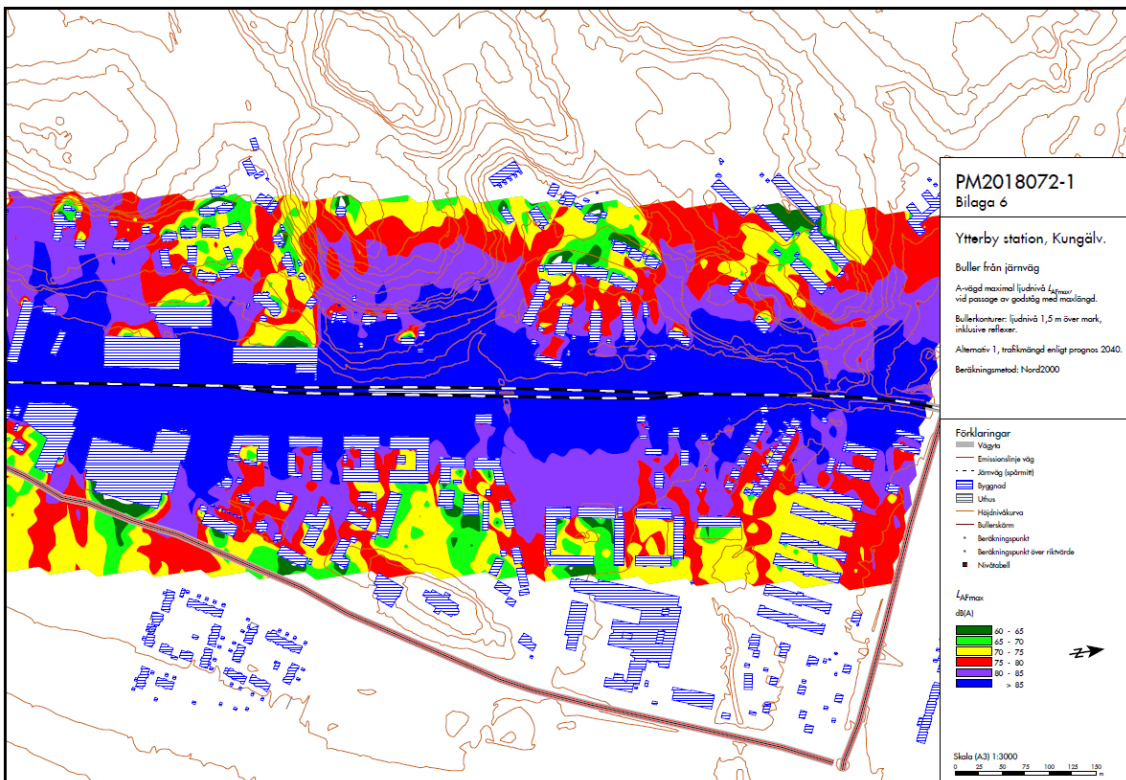 PM2018072-1
Bilaga 6
Ytterby station, Kungälv.
Buller från järnväg
A-vägd maximal ljudnivå LAFmax,
vid passage av godståg med maxlängd.
Bullerkonturer: ljudnivå 1,5 m över mark,
inklusive reflexer.
Alternativ 1, trafikmängd enligt prognos 2040.
Beräkningsmetod: Nord2000
Förklaringar
Vägyta
Emissionslinje väg
Järnväg (spårmitt)
Byggnad
Uthus
Höjdnivåkurva
Bullerskärm
Beräkningspunkt
Beräkningspunkt över riktvärde
Nivåtabell
LAFmax
dB(A)
60 - 65
65 - 70
70 - 75
75 - 80
80 - 85
> 85
Z
Skala (A3) 1:3000
0 25 50 75 100 125 150
m